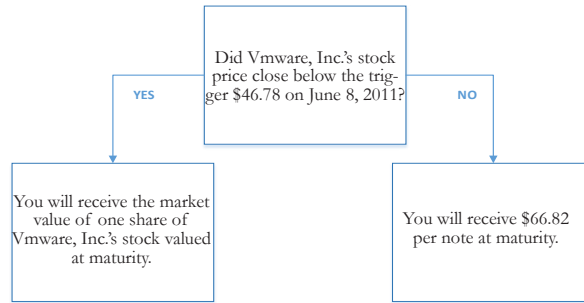 Did Vmware, Inc.'s stock
price close below the trig-
ger $46.78 on June 8, 2011?
YES
NO
You will receive the market
value of one share of
Vmware, Inc.'s stock valued
at maturity.
You will receive $66.82
per note at maturity.